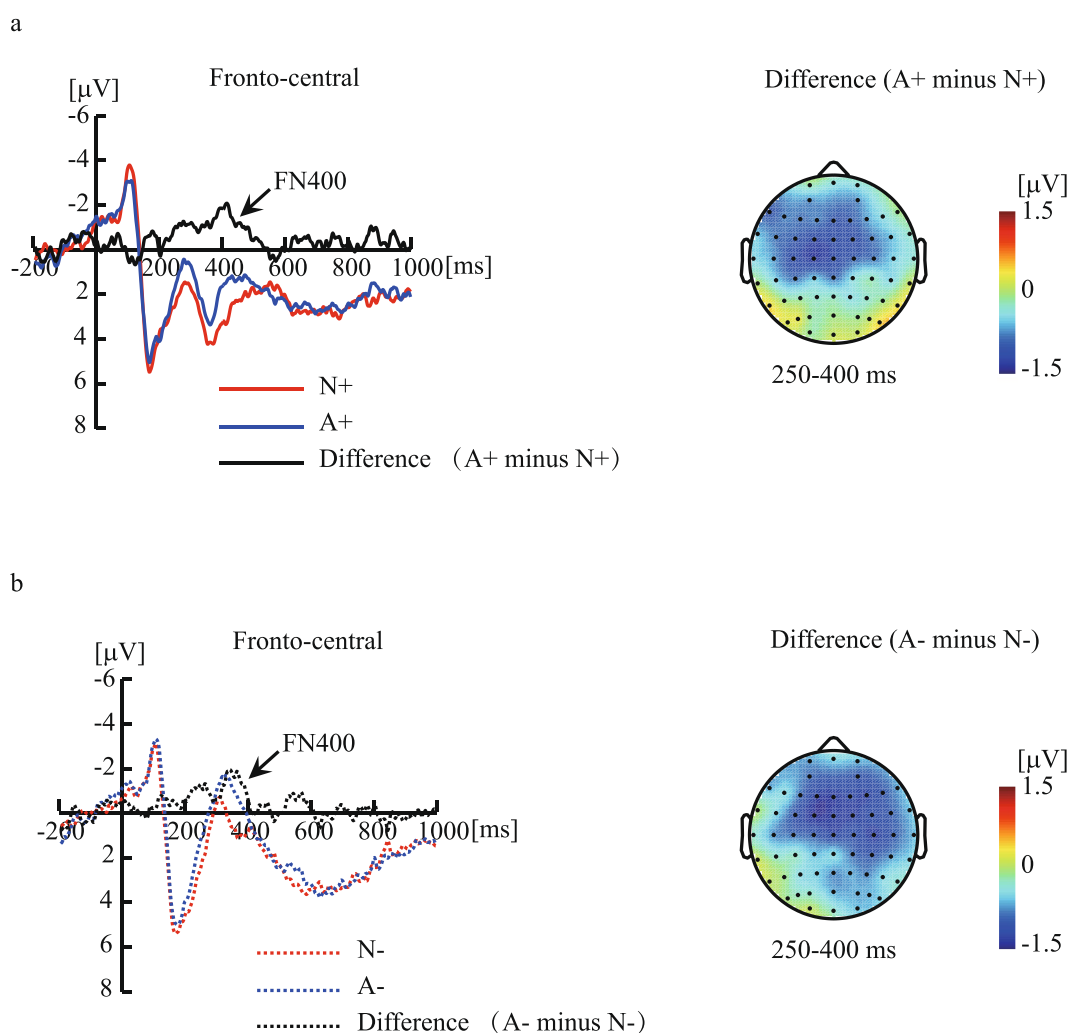 a
Fronto-central
Difference (A+ minus N+)
[μV]
-6
-4
-2
2
4
6
8
-200
200
400
600
800
1000[ms]
FN400
N+
A+
Difference （A+ minus N+）
[μV]
1.5
0
-1.5
250-400 ms
b
Fronto-central
Difference (A- minus N-)
[μV]
-6
-4
-2
2
4
6
8
-200
200
400
600
800
1000[ms]
FN400
N-
A-
Difference （A- minus N-）
[μV]
1.5
0
-1.5
250-400 ms